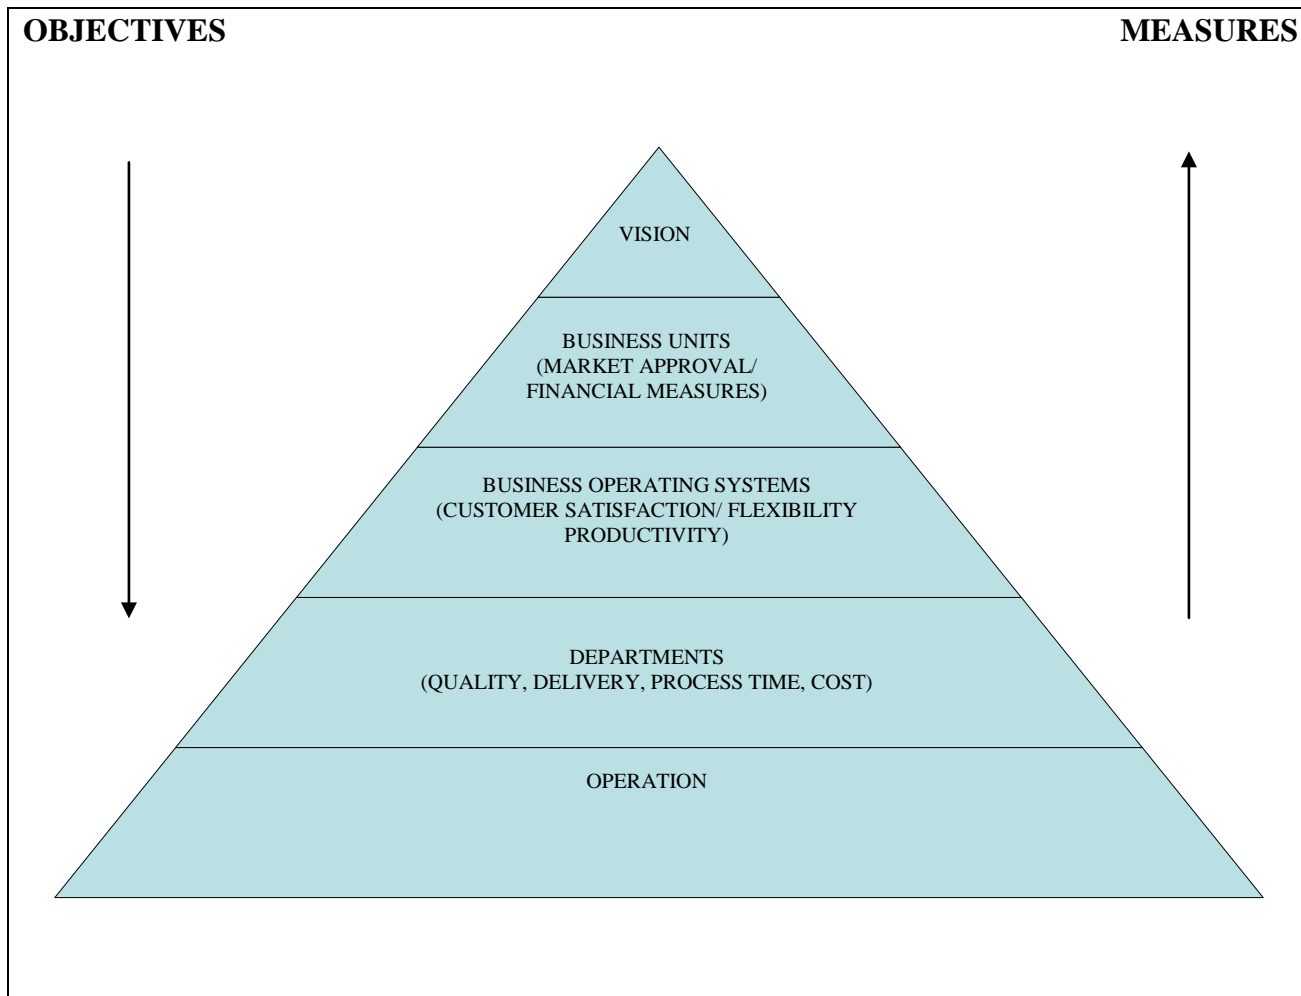 OBJECTIVES
MEASURES
VISION
BUSINESS UNITS
(MARKET APPROVAL/
FINANCIAL MEASURES)
BUSINESS OPERATING SYSTEMS
(CUSTOMER SATISFACTION/ FLEXIBILITY
PRODUCTIVITY)
DEPARTMENTS
(QUALITY, DELIVERY, PROCESS TIME, COST)
OPERATION